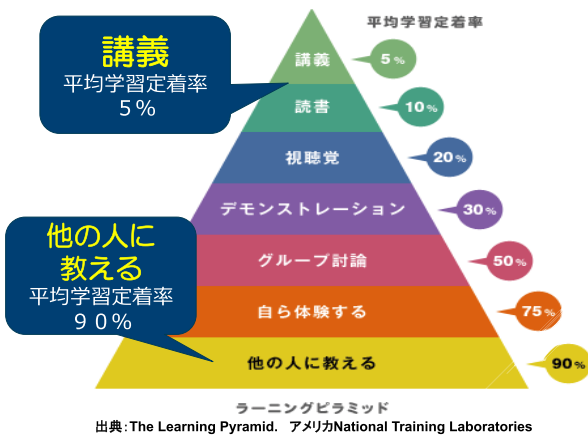 平均学習定着率
講義
平均学習定着率
５％
講義
5%
読書
10%
視聴覚
20%
デモンストレーション
30%
他の人に
教える
平均学習定着率
９０％
グループ討論
50%
自ら体験する
75%
他の人に教える
90%
ラーニングピラミッド
出典：The Learning Pyramid. アメリカNational Training Laboratories